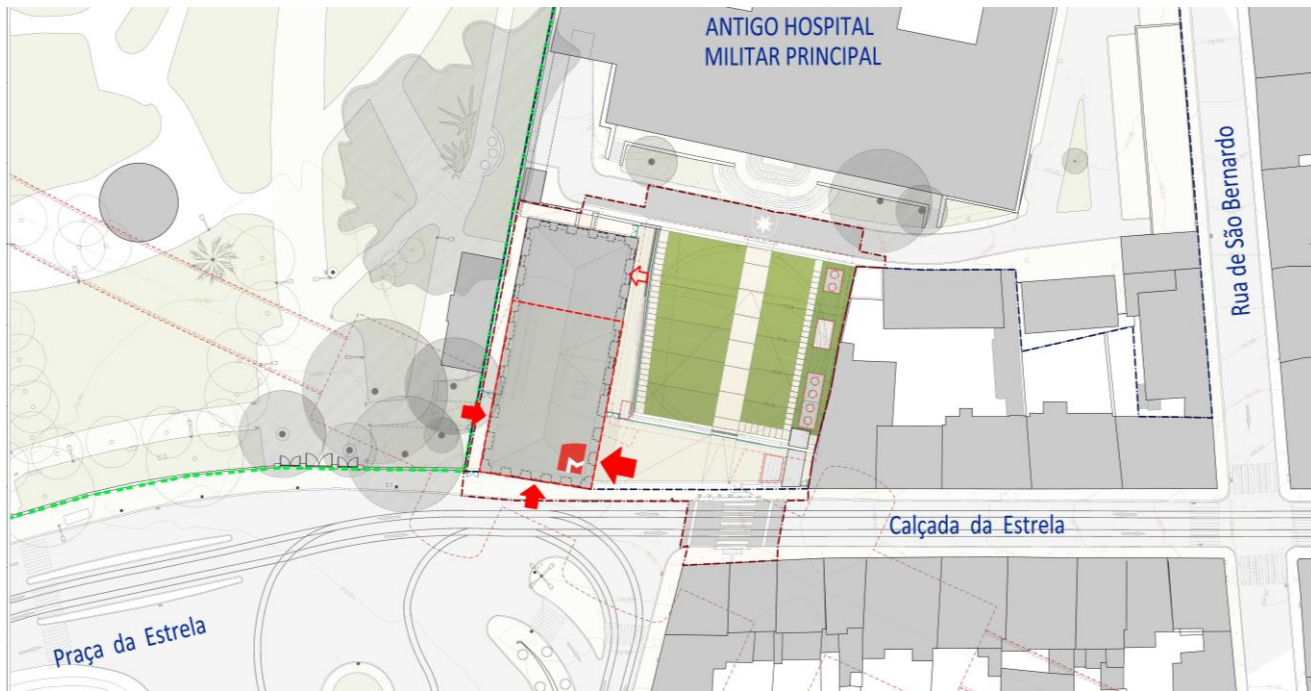 ANTIGO HOSPITAL
MILITAR PRINCIPAL
Rua de São Bernardo
Calçada da Estrela
Praça da Estrela